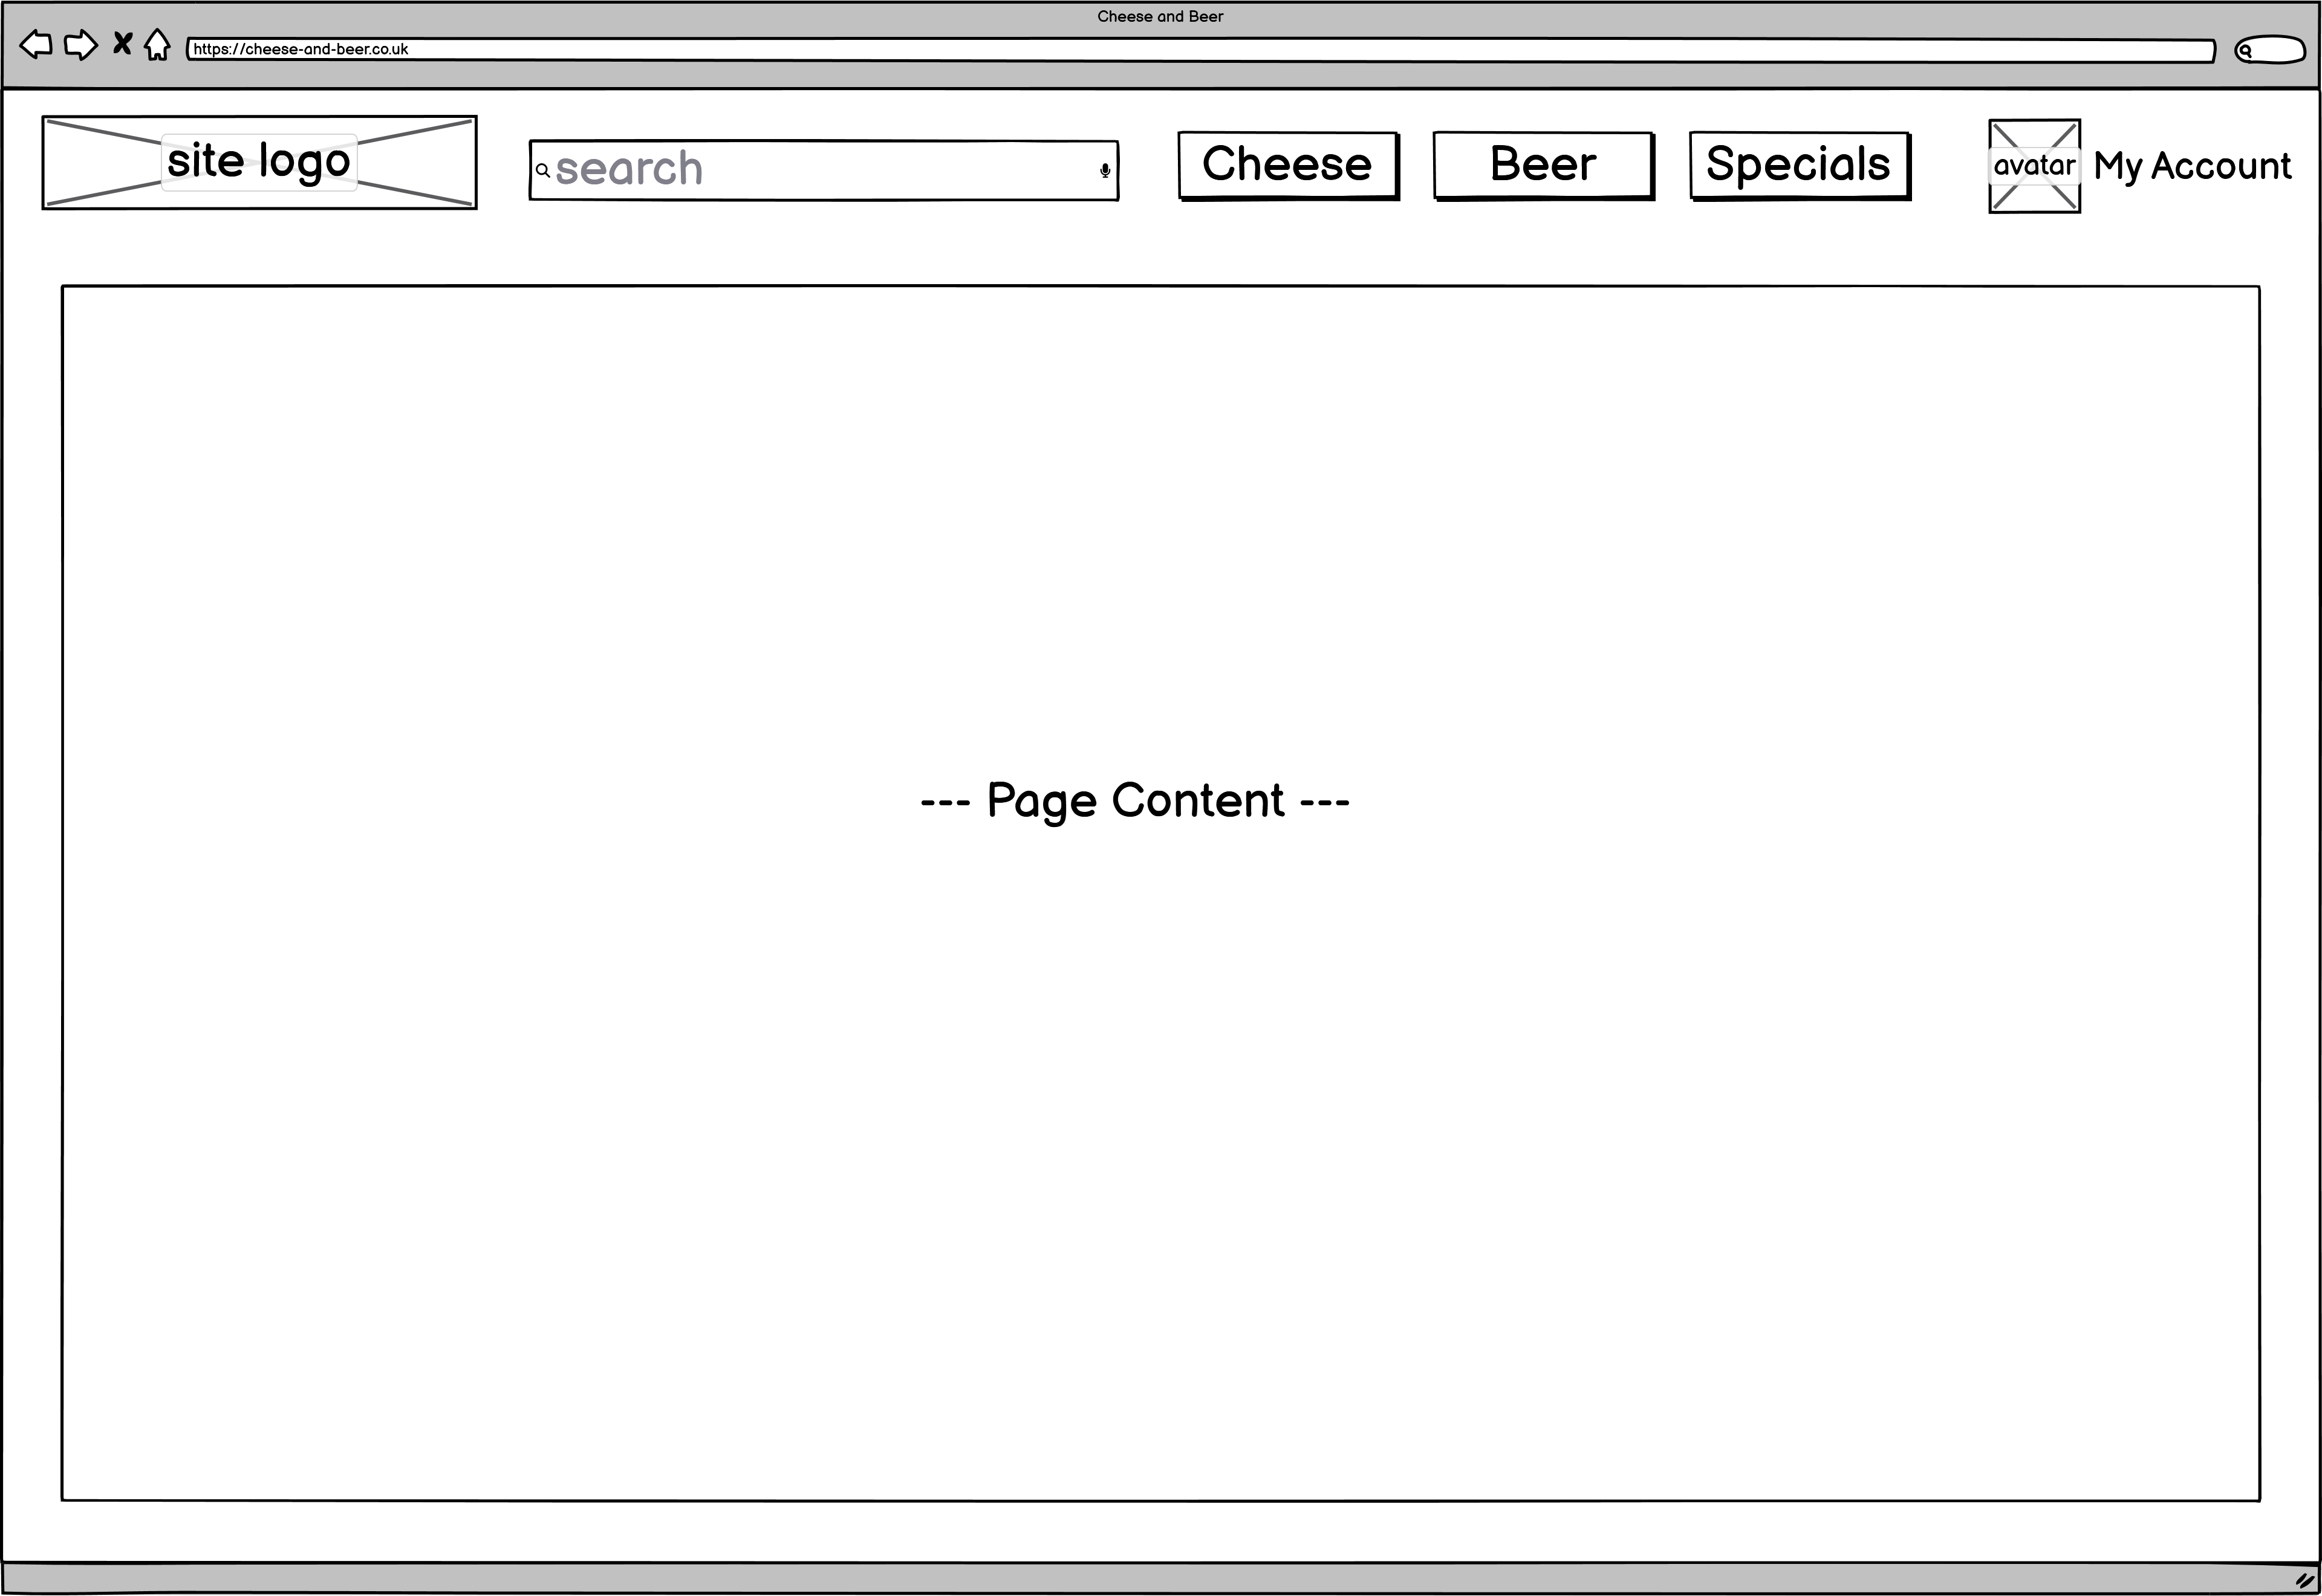 Cheese and Beer
https://cheese-and-beer.co.uk
site logo
search
Cheese
Beer
Specials
avatar
My Account
--- Page Content ---